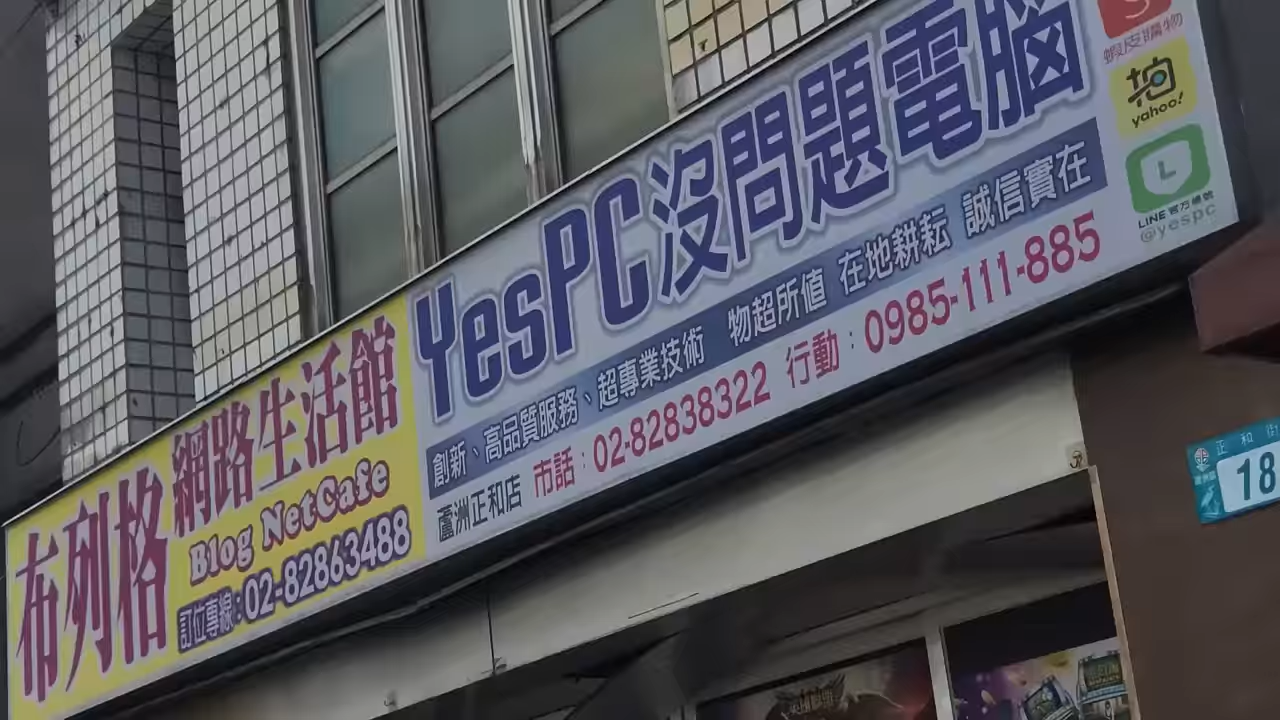 布列格
網路生活館
Blog NetCafe
訂位專線：02-82863488
YesPC沒問題電腦
創新、高品質服務、超專業技術 物超所值 在地耕耘 誠信實在
蘆洲正和店 市話：02-82838322 行動：0985-111-885
蝦皮購物
拍
yahoo!
LINE 官方帳號
@yespc
正和街
18